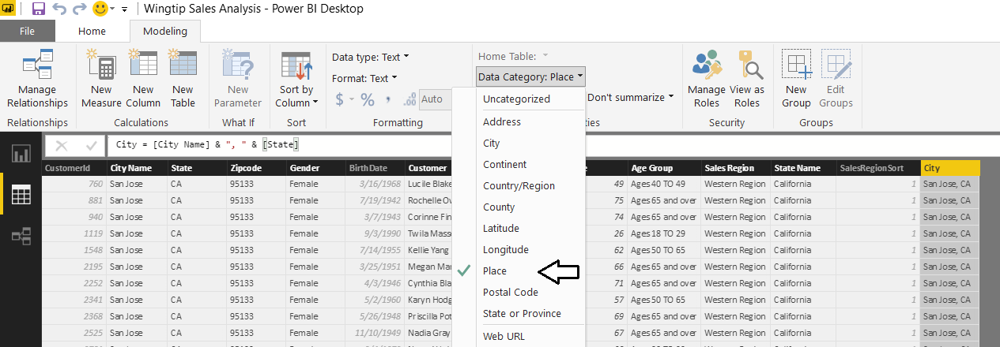 Wingtip Sales Analysis - Power BI Desktop
File Home Modeling
Manage Relationships
New Measure
New Column
New Table
New Parameter
Sort by Column
Data type: Text
Format: Text
$ % , .00 Auto
Home Table:
Data Category: Place
Don't summarize
Manage Roles
View as Roles
New Group
Edit Groups
Relationships Calculations What If Sort Formatting ties Security Groups
Uncategorized
Address
City
Continent
Country/Region
County
Latitude
Longitude
Place
Postal Code
State or Province
Web URL
City = [City Name] & ", " & [State]
CustomerId City Name State Zipcode Gender BirthDate Customer e Age Group Sales Region State Name SalesRegionSort City
760 San Jose CA 95133 Female 3/16/1968 Lucile Blake 49 Ages 40 TO 49 Western Region California 1 San Jose, CA
881 San Jose CA 95133 Female 7/19/1942 Rochelle Ov 75 Ages 65 and over Western Region California 1 San Jose, CA
940 San Jose CA 95133 Female 3/7/1943 Corinne Fin 74 Ages 65 and over Western Region California 1 San Jose, CA
1119 San Jose CA 95133 Female 9/3/1990 Twila Mass 26 Ages 18 TO 29 Western Region California 1 San Jose, CA
1548 San Jose CA 95133 Female 7/14/1955 Kellie Yang 62 Ages 50 TO 65 Western Region California 1 San Jose, CA
2195 San Jose CA 95133 Female 3/25/1951 Megan Mar 66 Ages 65 and over Western Region California 1 San Jose, CA
2252 San Jose CA 95133 Female 4/3/1946 Cynthia Bla 71 Ages 65 and over Western Region California 1 San Jose, CA
2341 San Jose CA 95133 Female 5/2/1960 Karyn Hodg 57 Ages 50 TO 65 Western Region California 1 San Jose, CA
2368 San Jose CA 95133 Female 5/26/1948 Priscilla Pot 69 Ages 65 and over Western Region California 1 San Jose, CA
2525 San Jose CA 95133 Female 11/10/1949 Nadia Gray 67 Ages 65 and over Western Region California 1 San Jose, CA